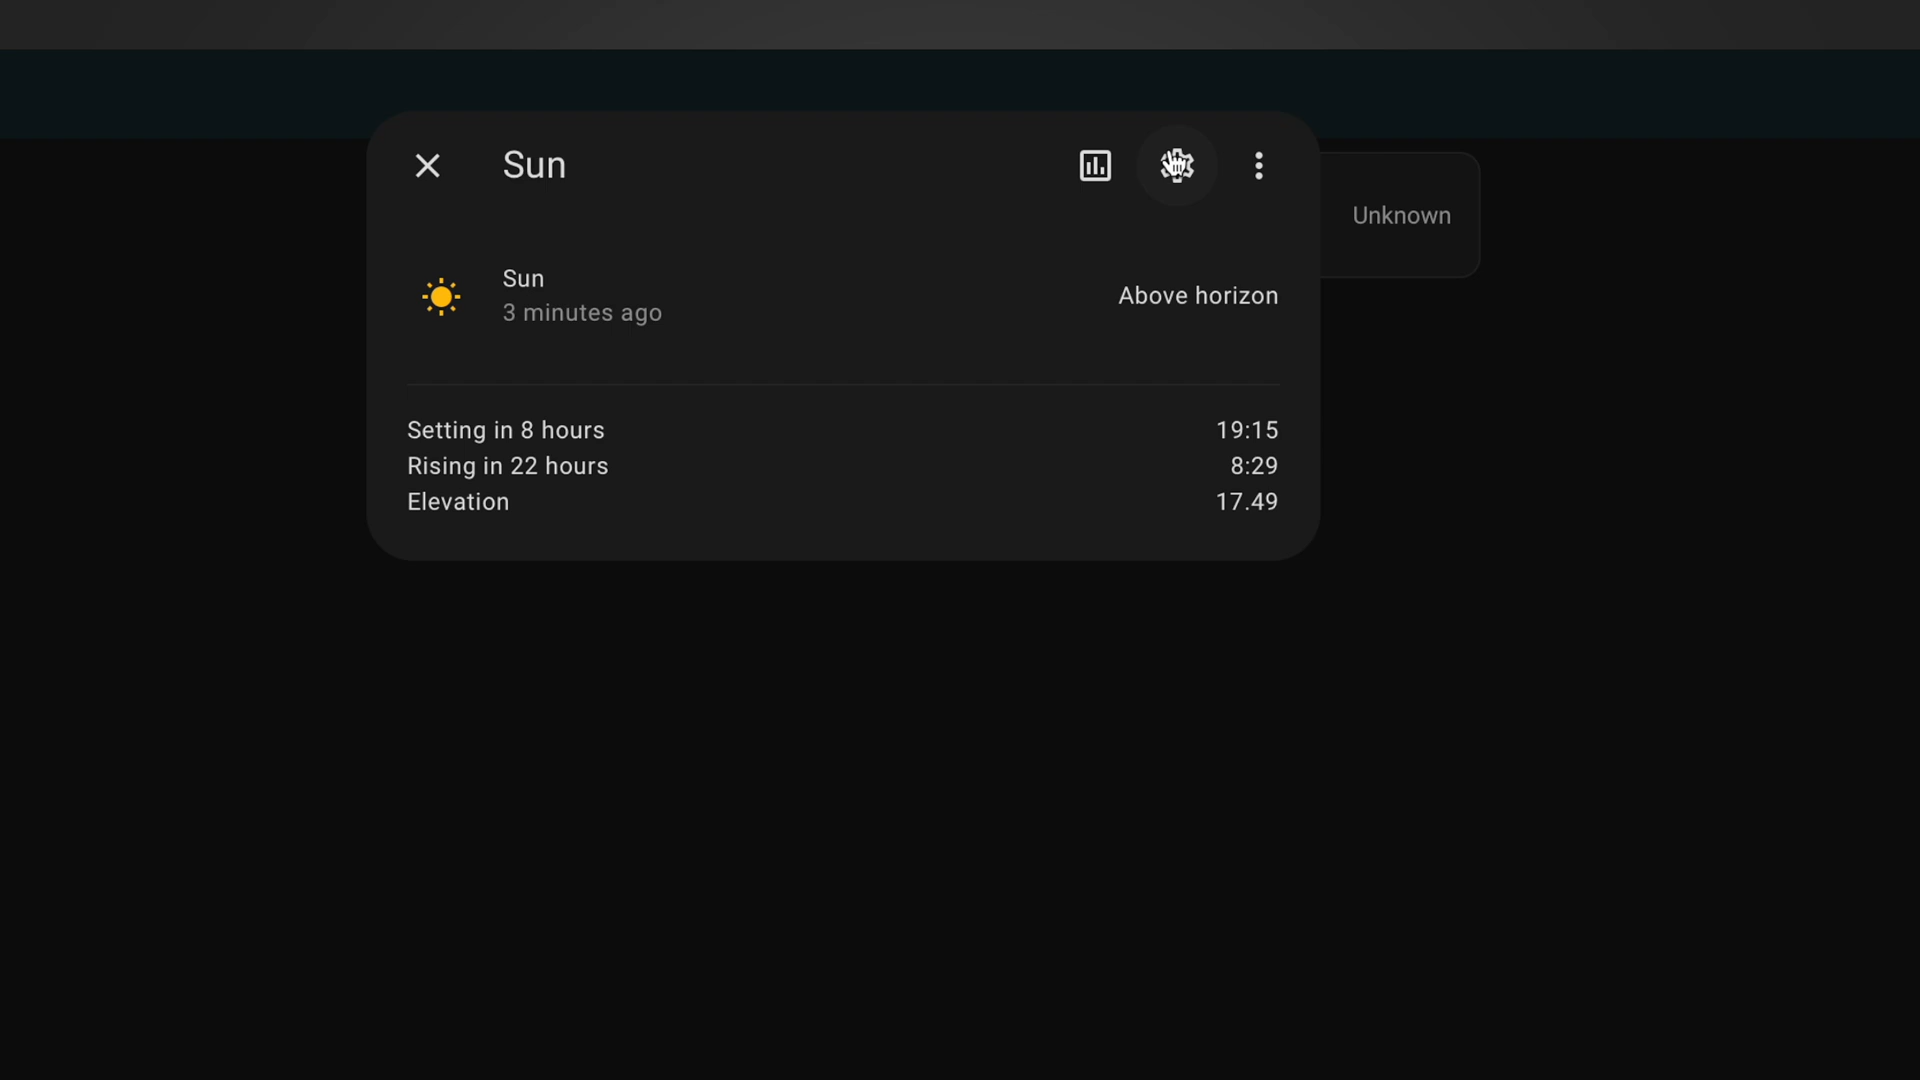 Sun
Unknown
Sun
3 minutes ago
Above horizon
Setting in 8 hours 19:15
Rising in 22 hours 8:29
Elevation 17.49